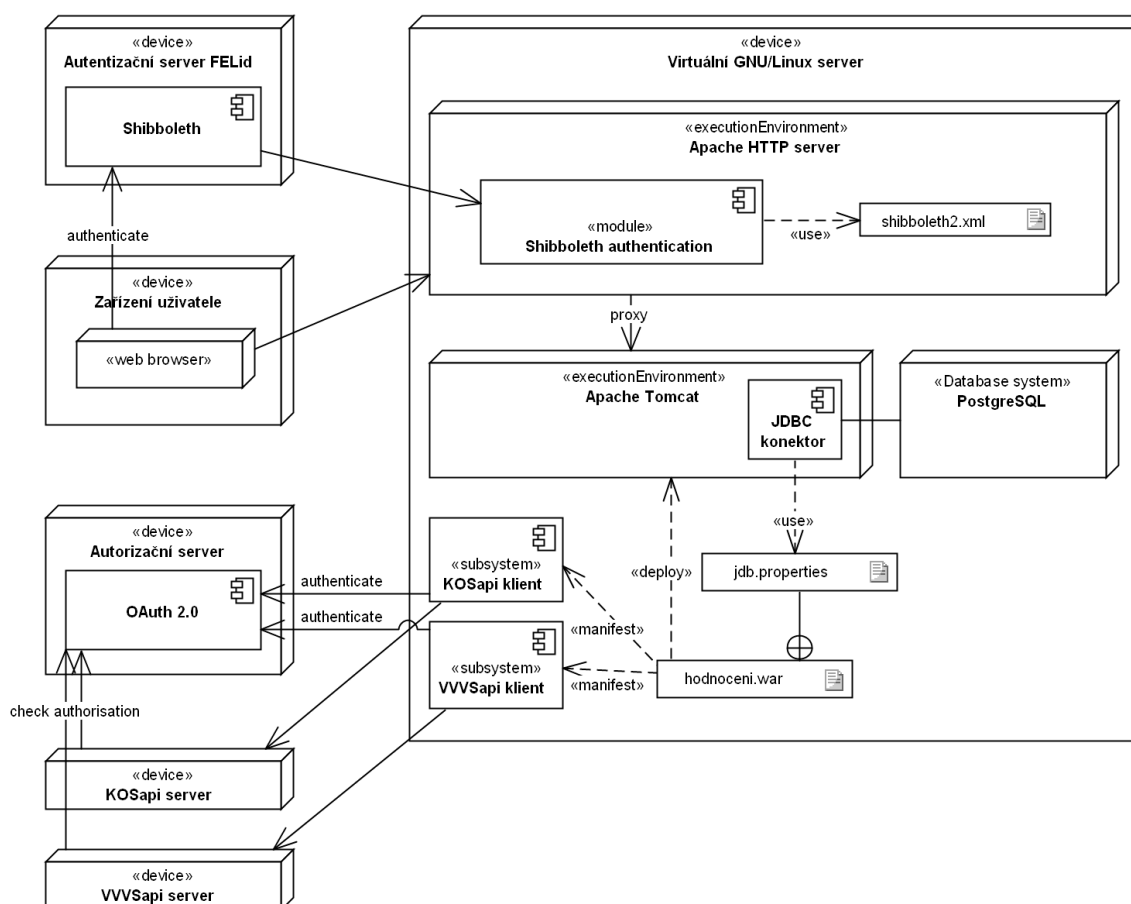 «device»
Autentizační server FELid
Shibboleth
authenticate
«device»
Zařízení uživatele
«web browser»
«device»
Virtuální GNU/Linux server
«executionEnvironment»
Apache HTTP server
«module»
Shibboleth authentication
«use»
shibboleth2.xml
proxy
«executionEnvironment»
Apache Tomcat
JDBC
konektor
«Database system»
PostgreSQL
«use»
jdb.properties
«deploy»
hodnoceni.war
«manifest»
«manifest»
«subsystem»
KOSapi klient
«subsystem»
VVVSapi klient
authenticate
authenticate
«device»
Autorizační server
OAuth 2.0
check authorisation
«device»
KOSapi server
«device»
VVVSapi server